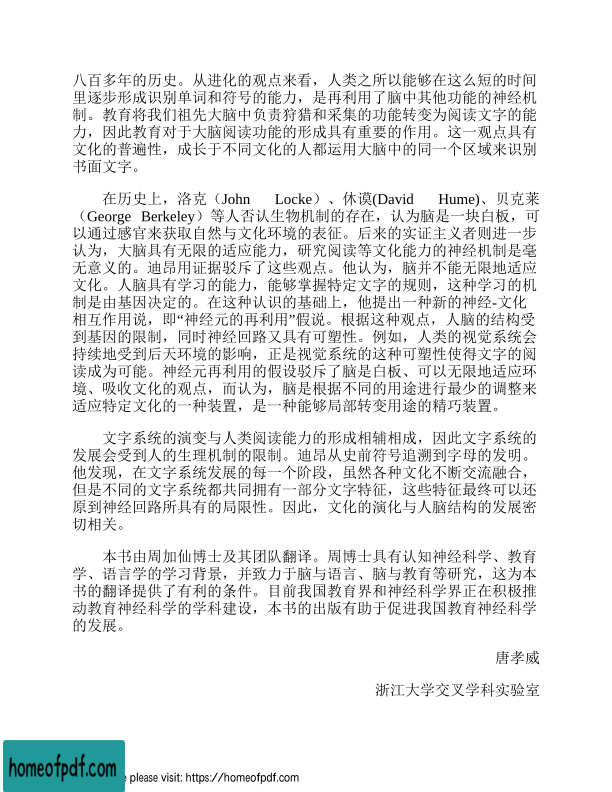 八百多年的历史。从进化的观点来看，人类之所以能够在这么短的时间
里逐步形成识别单词和符号的能力，是再利用了脑中其他功能的神经机
制。教育将我们祖先大脑中负责狩猎和采集的功能转变为阅读文字的能
力，因此教育对于大脑阅读功能的形成具有重要的作用。这一观点具有
文化的普遍性，成长于不同文化的人都运用大脑中的同一个区域来识别
书面文字。
在历史上，洛克（John Locke）、休谟(David Hume)、贝克莱
（George Berkeley）等人否认生物机制的存在，认为脑是一块白板，可
以通过感官来获取自然与文化环境的表征。后来的实证主义者则进一步
认为，大脑具有无限的适应能力，研究阅读等文化能力的神经机制是毫
无意义的。迪昂用证据驳斥了这些观点。他认为，脑并不能无限地适应
文化。人脑具有学习的能力，能够掌握特定文字的规则，这种学习的机
制是由基因决定的。在这种认识的基础上，他提出一种新的神经-文化
相互作用说，即“神经元的再利用”假说。根据这种观点，人脑的结构受
到基因的限制，同时神经回路又具有可塑性。例如，人类的视觉系统会
持续地受到后天环境的影响，正是视觉系统的这种可塑性使得文字的阅
读成为可能。神经元再利用的假设驳斥了脑是白板、可以无限地适应环
境、吸收文化的观点，而认为，脑是根据不同的用途进行最少的调整来
适应特定文化的一种装置，是一种能够局部转变用途的精巧装置。
文字系统的演变与人类阅读能力的形成相辅相成，因此文字系统的
发展会受到人的生理机制的限制。迪昂从史前符号追溯到字母的发明。
他发现，在文字系统发展的每一个阶段，虽然各种文化不断交流融合，
但是不同的文字系统都共同拥有一部分文字特征，这些特征最终可以还
原到神经回路所具有的局限性。因此，文化的演化与人脑结构的发展密
切相关。
本书由周加仙博士及其团队翻译。周博士具有认知神经科学、教育
学、语言学的学习背景，并致力于脑与语言、脑与教育等研究，这为本
书的翻译提供了有利的条件。目前我国教育界和神经科学界正在积极推
动教育神经科学的学科建设，本书的出版有助于促进我国教育神经科学
的发展。
唐孝威
浙江大学交叉学科实验室
homeofpdf.com
e please visit: https://homeofpdf.com